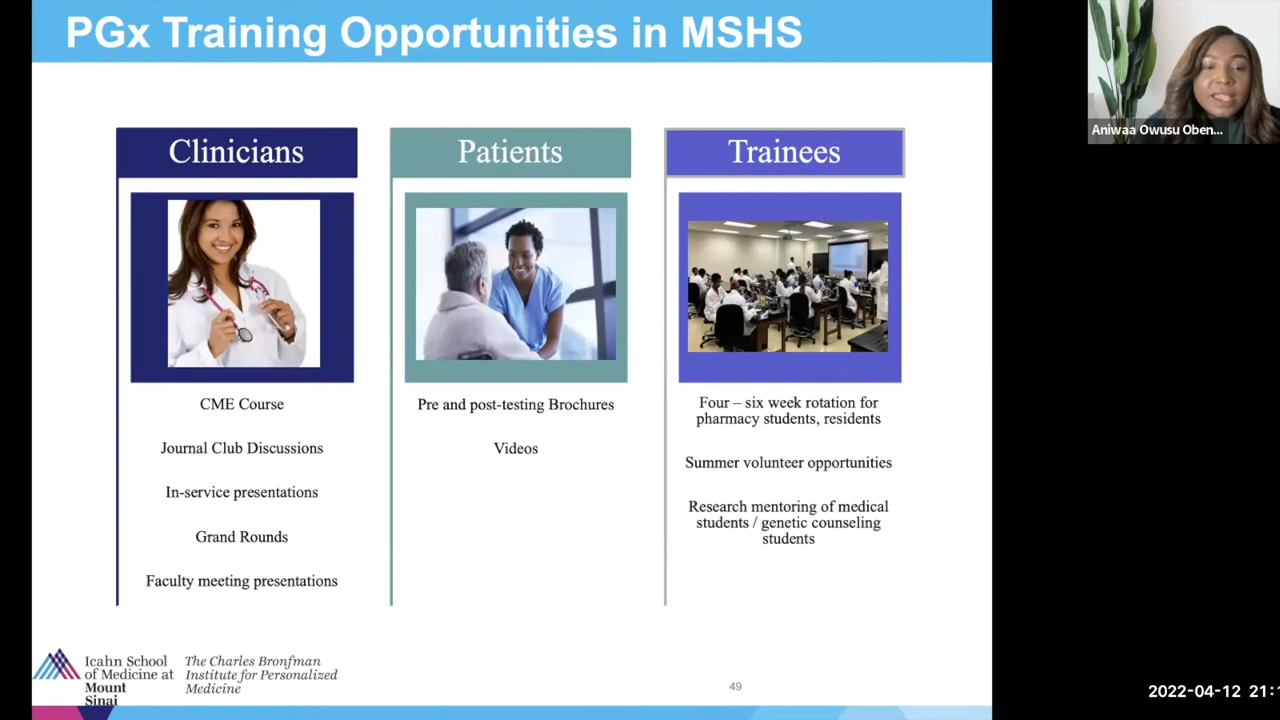 PGx Training Opportunities in MSHS
Aniwaa Owusu Oben...
Clinicians
Patients
Trainees
CME Course
Journal Club Discussions
In-service presentations
Grand Rounds
Faculty meeting presentations
Pre and post-testing Brochures
Videos
Four – six week rotation for
pharmacy students, residents
Summer volunteer opportunities
Research mentoring of medical
students / genetic counseling
students
Icahn School
of Medicine at
Mount
Sinai
The Charles Bronfman
Institute for Personalized
Medicine
49
2022-04-12 21: